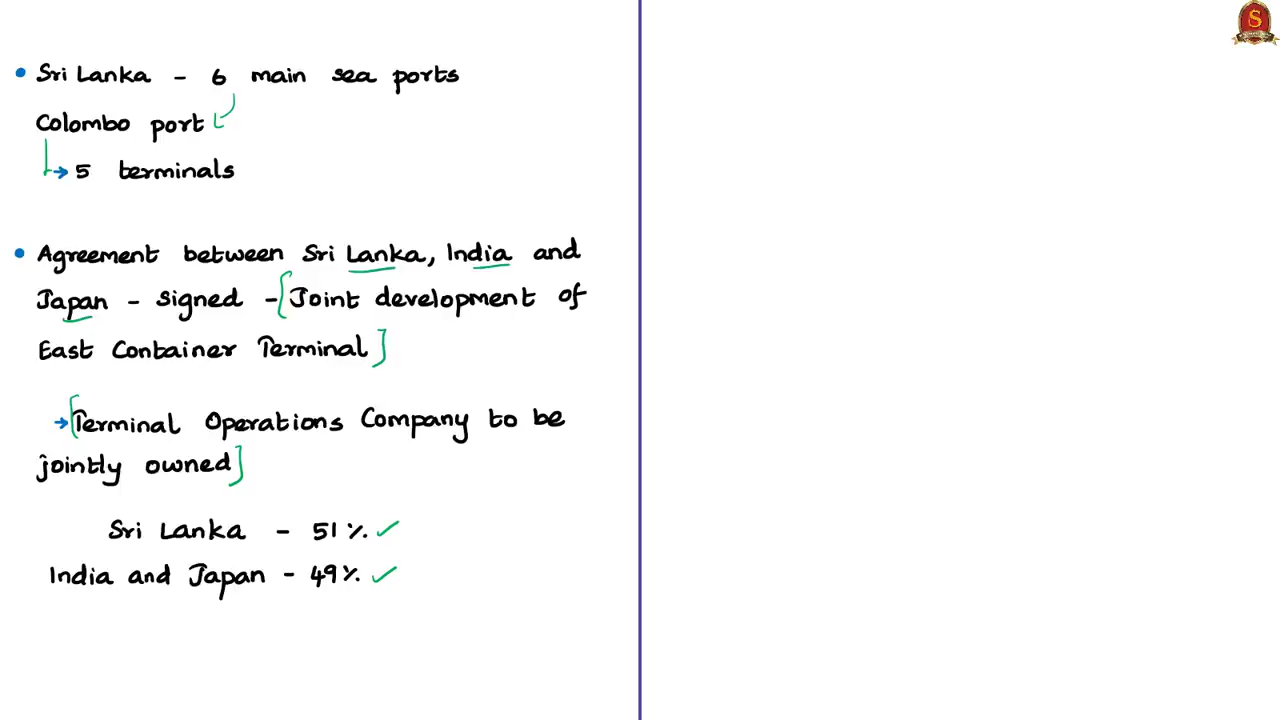 • Sri Lanka - 6 main sea ports
Colombo port
→ 5 terminals
• Agreement between Sri Lanka, India and
Japan - signed - [Joint development of
East Container Terminal]
→ [Terminal Operations Company to be
jointly owned]
Sri Lanka - 51% ✓
India and Japan - 49% ✓
S